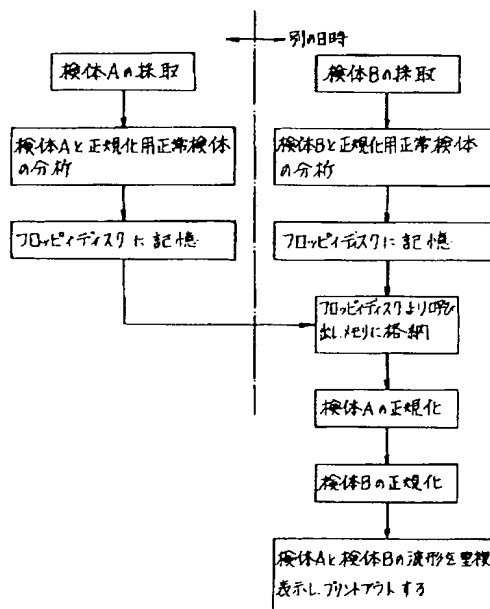 別の日時
検体Aの採取
検体Aと正規化用正常検体
の分析
フロッピィディスクに記憶
検体Bの採取
検体Bと正規化用正常検体
の分析
フロッピィディスクに記憶
フロッピィディスクより呼び
出しメモリに格納
検体Aの正規化
検体Bの正規化
検体Aと検体Bの波形を重積
表示し、プリントアウトする